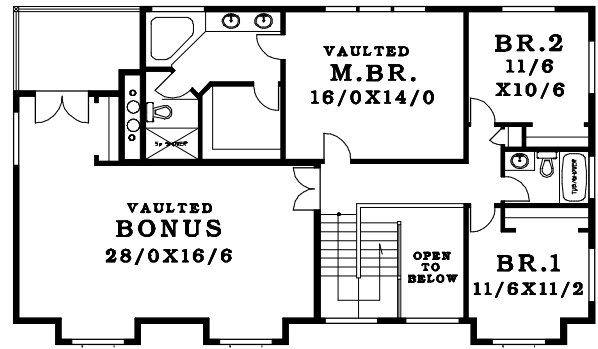 VAULTED
M.BR.
16/0X14/0
BR.2
11/6
X10/6
VAULTED
BONUS
28/0X16/6
OPEN
TO
BELOW
BR.1
11/6X11/2